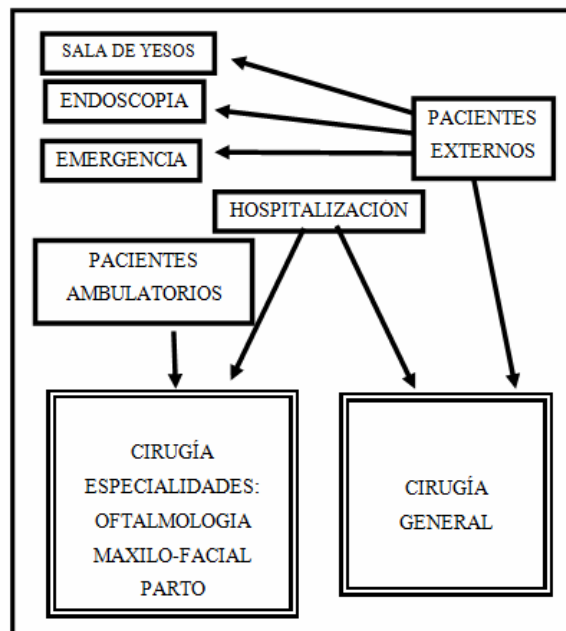 SALA DE YESOS
ENDOSCOPIA
EMERGENCIA
PACIENTES
EXTERNOS
HOSPITALIZACIÓN
PACIENTES
AMBULATORIOS
CIRUGÍA
ESPECIALIDADES:
OFTALMOLOGIA
MAXILO-FACIAL
PARTO
CIRUGÍA
GENERAL